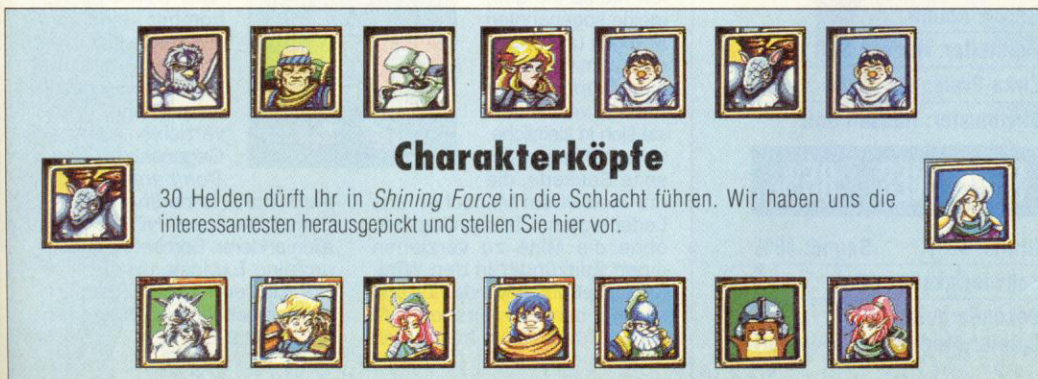 Charakterköpfe
30 Helden dürft Ihr in Shining Force in die Schlacht führen. Wir haben uns die
interessantesten herausgepickt und stellen Sie hier vor.